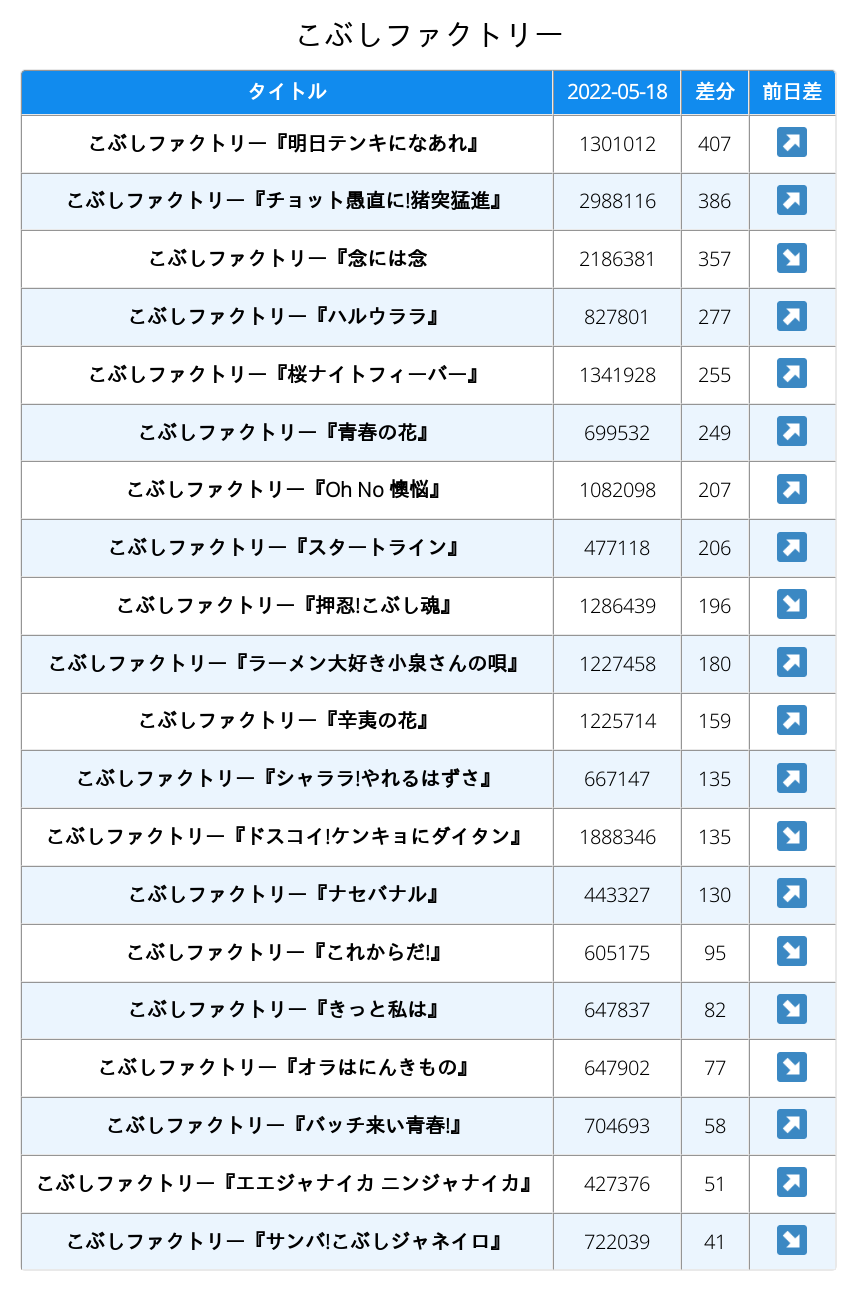 こぶしファクトリー
タイトル 2022-05-18 差分 前日差
こぶしファクトリー『明日テンキになあれ』 1301012 407 ↗
こぶしファクトリー『チョット愚直に!猪突猛進』 2988116 386 ↗
こぶしファクトリー『念には念 2186381 357 ↘
こぶしファクトリー『ハルウララ』 827801 277 ↗
こぶしファクトリー『桜ナイトフィーバー』 1341928 255 ↗
こぶしファクトリー『青春の花』 699532 249 ↗
こぶしファクトリー『Oh No 懊悩』 1082098 207 ↗
こぶしファクトリー『スタートライン』 477118 206 ↗
こぶしファクトリー『押忍!こぶし魂』 1286439 196 ↘
こぶしファクトリー『ラーメン大好き小泉さんの唄』 1227458 180 ↗
こぶしファクトリー『辛夷の花』 1225714 159 ↗
こぶしファクトリー『シャララ!やれるはずさ』 667147 135 ↗
こぶしファクトリー『ドスコイ!ケンキョにダイタン』 1888346 135 ↘
こぶしファクトリー『ナセバナル』 443327 130 ↗
こぶしファクトリー『これからだ!』 605175 95 ↘
こぶしファクトリー『きっと私は』 647837 82 ↘
こぶしファクトリー『オラはにんきもの』 647902 77 ↘
こぶしファクトリー『バッチ来い青春!』 704693 58 ↗
こぶしファクトリー『エエジャナイカ ニンジャナイカ』 427376 51 ↗
こぶしファクトリー『サンバ!こぶしジャネイロ』 722039 41 ↘